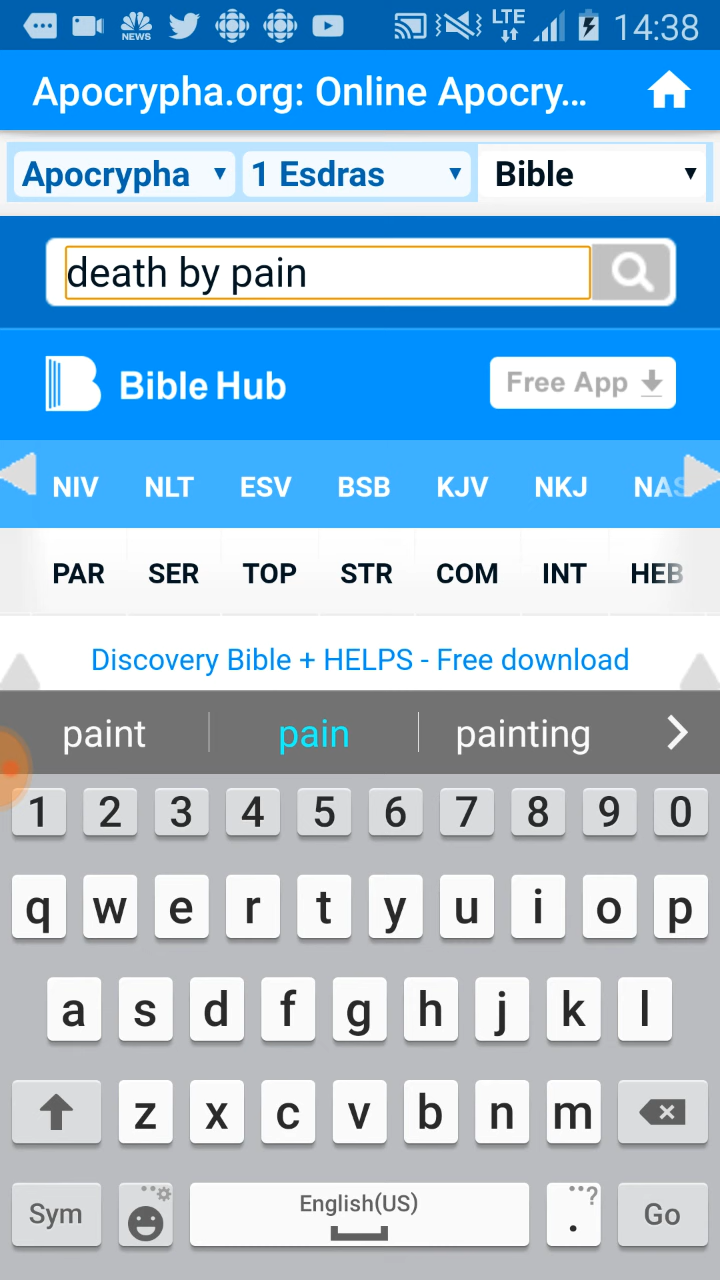 NEWS
LTE
14:38
Apocrypha.org: Online Apocry...
Apocrypha 1 Esdras Bible
death by pain
Bible Hub
Free App
NIV NLT ESV BSB KJV NKJ NAS
PAR SER TOP STR COM INT HEB
Discovery Bible + HELPS - Free download
paint pain painting
1 2 3 4 5 6 7 8 9 0
q w e r t y u i o p
a s d f g h j k l
z x c v b n m
Sym English(US) . ? Go